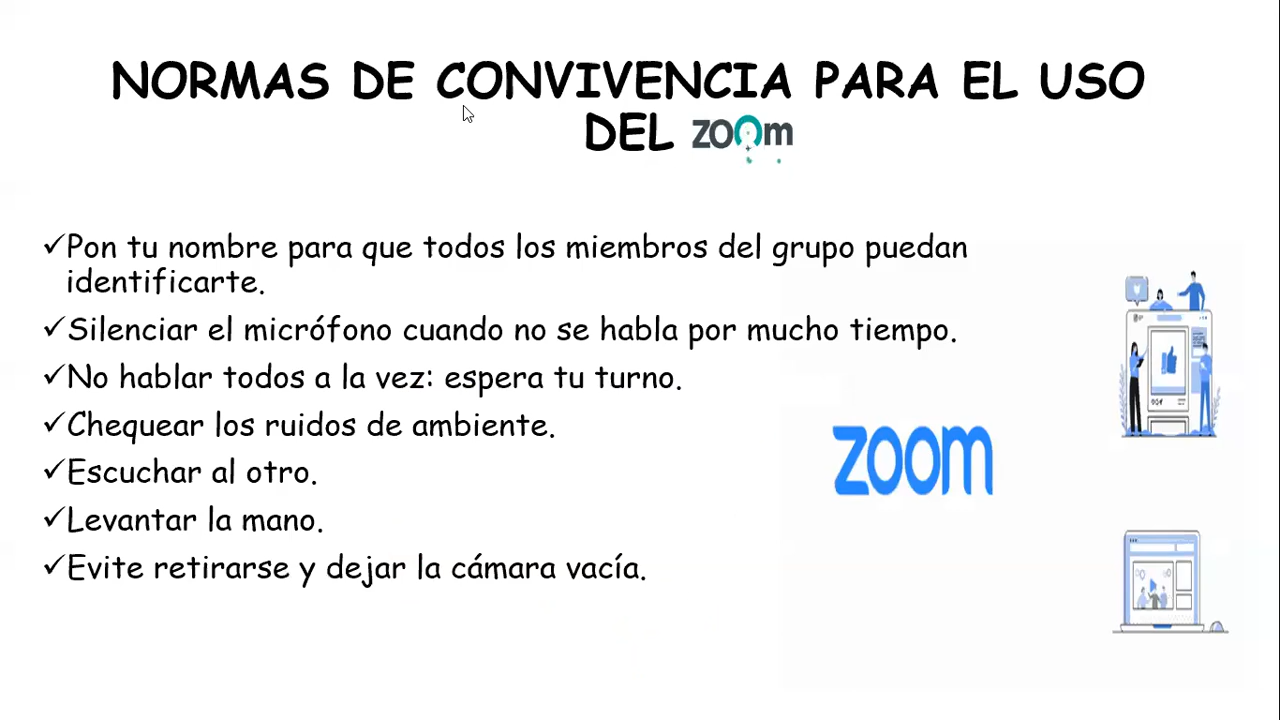 NORMAS DE CONVIVENCIA PARA EL USO
DEL zoom
✓Pon tu nombre para que todos los miembros del grupo puedan
identificarte.
✓Silenciar el micrófono cuando no se habla por mucho tiempo.
✓No hablar todos a la vez: espera tu turno.
✓Chequear los ruidos de ambiente.
✓Escuchar al otro.
✓Levantar la mano.
✓Evite retirarse y dejar la cámara vacía.
zoom